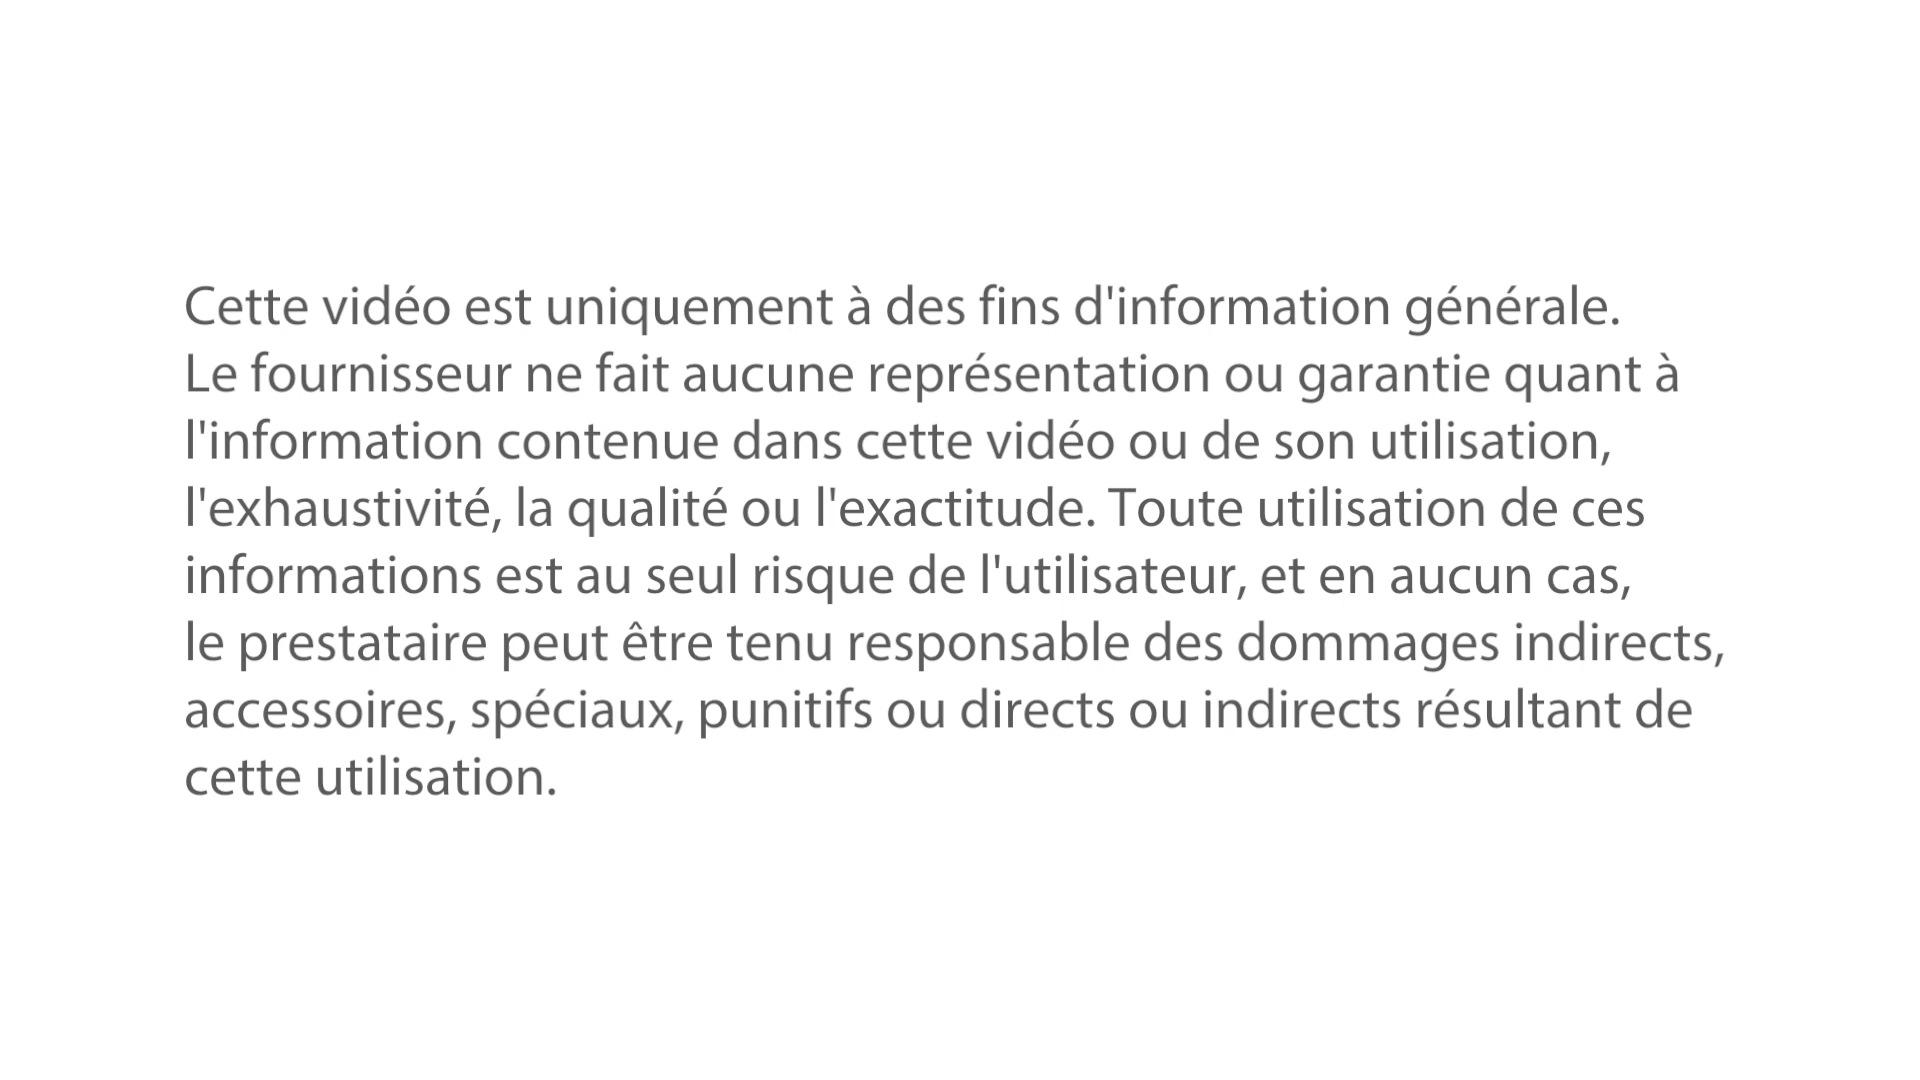 Cette vidéo est uniquement à des fins d'information générale.
Le fournisseur ne fait aucune représentation ou garantie quant à
l'information contenue dans cette vidéo ou de son utilisation,
l'exhaustivité, la qualité ou l'exactitude. Toute utilisation de ces
informations est au seul risque de l'utilisateur, et en aucun cas,
le prestataire peut être tenu responsable des dommages indirects,
accessoires, spéciaux, punitifs ou directs ou indirects résultant de
cette utilisation.